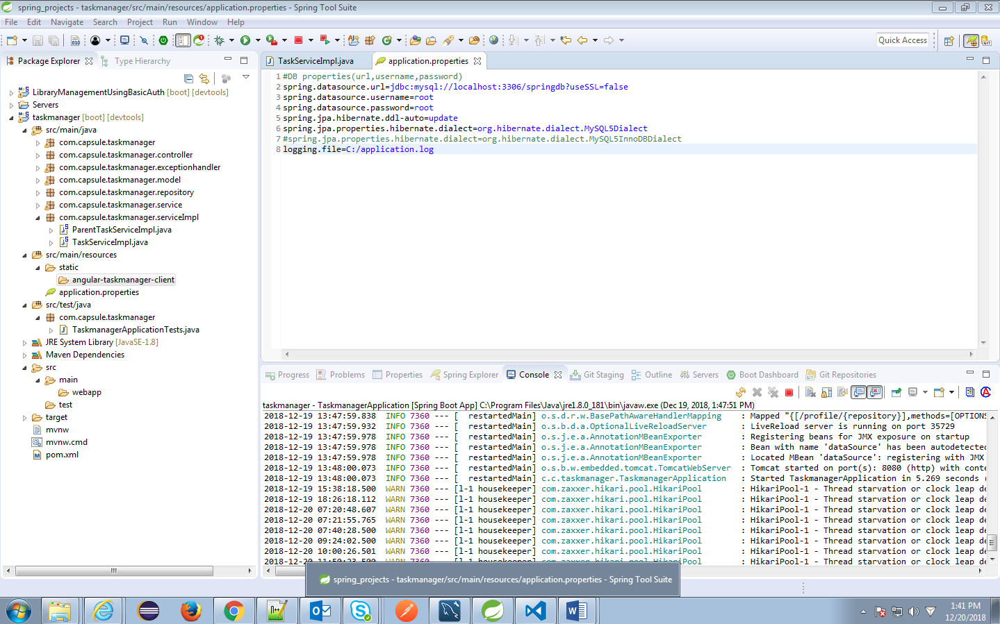 spring_projects - taskmanager/src/main/resources/application.properties - Spring Tool Suite
File Edit Navigate Search Project Run Window Help
Quick Access
Package Explorer
Type Hierarchy
LibraryManagementUsingBasicAuth [boot] [devtools]
Servers
taskmanager [boot] [devtools]
src/main/java
com.capsule.taskmanager
com.capsule.taskmanager.controller
com.capsule.taskmanager.exceptionhandler
com.capsule.taskmanager.model
com.capsule.taskmanager.repository
com.capsule.taskmanager.service
com.capsule.taskmanager.serviceImpl
ParentTaskServiceImpl.java
TaskServiceImpl.java
src/main/resources
static
angular-taskmanager-client
application.properties
src/test/java
com.capsule.taskmanager
TaskmanagerApplicationTests.java
JRE System Library [JavaSE-1.8]
Maven Dependencies
src
main
webapp
test
target
mvnw
mvnw.cmd
pom.xml
TaskServiceImpl.java
application.properties
1 #DB properties(url,username,password)
2 spring.datasource.url=jdbc:mysql://localhost:3306/springdb?useSSL=false
3 spring.datasource.username=root
4 spring.datasource.password=root
5 spring.jpa.hibernate.ddl-auto=update
6 spring.jpa.properties.hibernate.dialect=org.hibernate.dialect.MySQL5Dialect
7 #spring.jpa.properties.hibernate.dialect=org.hibernate.dialect.MySQL5InnoDBDialect
8 logging.file=C:/application.log
Progress Problems Properties Spring Explorer Console Git Staging Outline Servers Boot Dashboard Git Repositories
taskmanager - TaskmanagerApplication [Spring Boot App] C:\Program Files\Java\jre1.8.0_181\bin\javaw.exe (Dec 19, 2018, 1:47:51 PM)
2018-12-19 13:47:59.838 INFO 7360 --- [ restartedMain] o.s.d.r.w.BasePathAwareHandlerMapping : Mapped "{[/profile/{repository}],methods=[OPTIONS
2018-12-19 13:47:59.932 INFO 7360 --- [ restartedMain] o.s.b.d.a.OptionalLiveReloadServer : LiveReload server is running on port 35729
2018-12-19 13:47:59.978 INFO 7360 --- [ restartedMain] o.s.j.e.a.AnnotationMBeanExporter : Registering beans for JMX exposure on startup
2018-12-19 13:47:59.978 INFO 7360 --- [ restartedMain] o.s.j.e.a.AnnotationMBeanExporter : Bean with name 'dataSource' has been autodetected
2018-12-19 13:47:59.978 INFO 7360 --- [ restartedMain] o.s.j.e.a.AnnotationMBeanExporter : Located MBean 'dataSource': registering with JMX
2018-12-19 13:48:00.073 INFO 7360 --- [ restartedMain] o.s.b.w.embedded.tomcat.TomcatWebServer : Tomcat started on port(s): 8080 (http) with conte
2018-12-19 13:48:00.073 INFO 7360 --- [ restartedMain] c.c.taskmanager.TaskmanagerApplication : Started TaskmanagerApplication in 5.269 seconds (
2018-12-19 15:38:18.500 WARN 7360 --- [l-1 housekeeper] com.zaxxer.hikari.pool.HikariPool : HikariPool-1 - Thread starvation or clock leap de
2018-12-19 18:26:18.112 WARN 7360 --- [l-1 housekeeper] com.zaxxer.hikari.pool.HikariPool : HikariPool-1 - Thread starvation or clock leap de
2018-12-20 07:20:48.607 WARN 7360 --- [l-1 housekeeper] com.zaxxer.hikari.pool.HikariPool : HikariPool-1 - Thread starvation or clock leap de
2018-12-20 07:21:55.765 WARN 7360 --- [l-1 housekeeper] com.zaxxer.hikari.pool.HikariPool : HikariPool-1 - Thread starvation or clock leap de
2018-12-20 07:40:28.500 WARN 7360 --- [l-1 housekeeper] com.zaxxer.hikari.pool.HikariPool : HikariPool-1 - Thread starvation or clock leap de
2018-12-20 09:24:02.500 WARN 7360 --- [l-1 housekeeper] com.zaxxer.hikari.pool.HikariPool : HikariPool-1 - Thread starvation or clock leap de
2018-12-20 10:00:26.501 WARN 7360 --- [l-1 housekeeper] com.zaxxer.hikari.pool.HikariPool : HikariPool-1 - Thread starvation or clock leap de
2018-12-20 11:50:23.500 WARN 7360 --- [l-1 housekeeper] com.zaxxer.hikari.pool.HikariPool : HikariPool-1 - Thread starvation or clock leap de
spring_projects - taskmanager/src/main/resources/application.properties - Spring Tool Suite
1:41 PM
12/20/2018